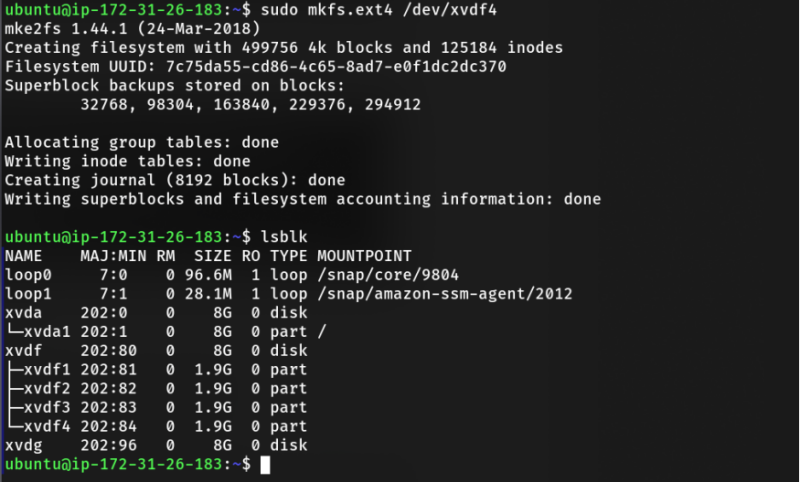 ubuntu@ip-172-31-26-183:~$ sudo mkfs.ext4 /dev/xvdf4
mke2fs 1.44.1 (24-Mar-2018)
Creating filesystem with 499756 4k blocks and 125184 inodes
Filesystem UUID: 7c75da55-cd86-4c65-8ad7-e0f1dc2dc370
Superblock backups stored on blocks:
        32768, 98304, 163840, 229376, 294912

Allocating group tables: done
Writing inode tables: done
Creating journal (8192 blocks): done
Writing superblocks and filesystem accounting information: done

ubuntu@ip-172-31-26-183:~$ lsblk
NAME    MAJ:MIN RM  SIZE RO TYPE MOUNTPOINT
loop0     7:0    0 96.6M  1 loop /snap/core/9804
loop1     7:1    0 28.1M  1 loop /snap/amazon-ssm-agent/2012
xvda    202:0    0    8G  0 disk
└─xvda1 202:1    0    8G  0 part /
xvdf    202:80   0    8G  0 disk
├─xvdf1 202:81   0  1.9G  0 part
├─xvdf2 202:82   0  1.9G  0 part
├─xvdf3 202:83   0  1.9G  0 part
└─xvdf4 202:84   0  1.9G  0 part
xvdg    202:96   0    8G  0 disk
ubuntu@ip-172-31-26-183:~$